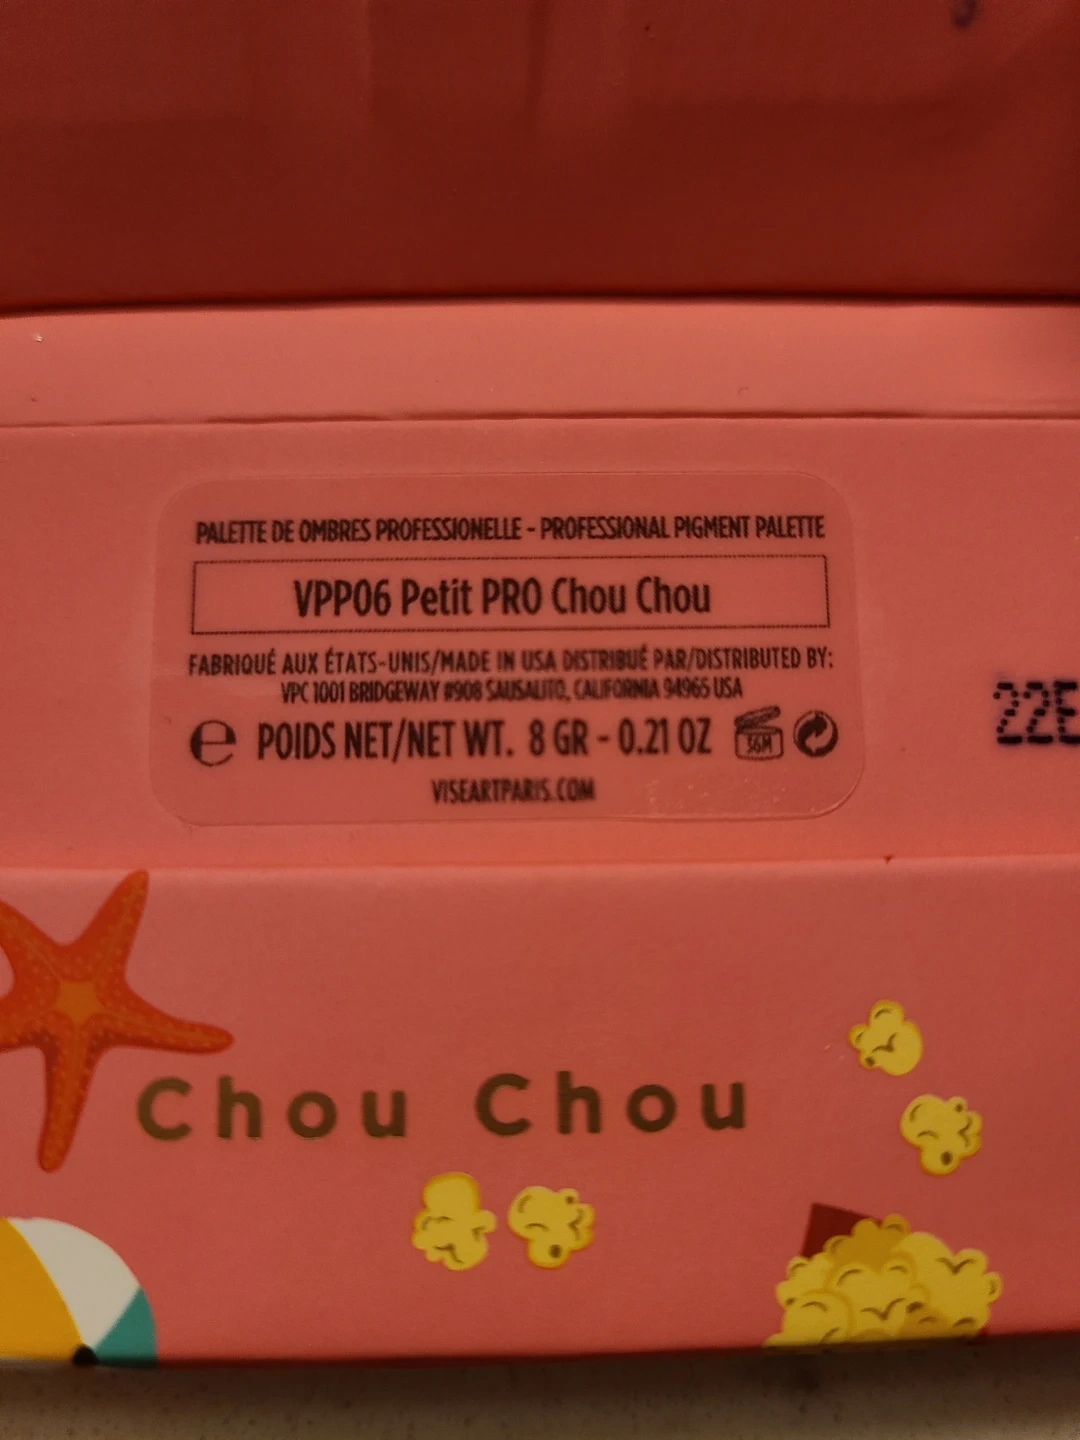 PALETTE DE OMBRES PROFESSIONELLE - PROFESSIONAL PIGMENT PALETTE
VPP06 Petit PRO Chou Chou
FABRIQUÉ AUX ÉTATS-UNIS/MADE IN USA DISTRIBUÉ PAR/DISTRIBUTED BY:
VPC 1001 BRIDGEWAY #908 SAUSALITO, CALIFORNIA 94965 USA
℮ POIDS NET/NET WT. 8 GR - 0.21 OZ 36M
VISEARTPARIS.COM
22E
Chou Chou